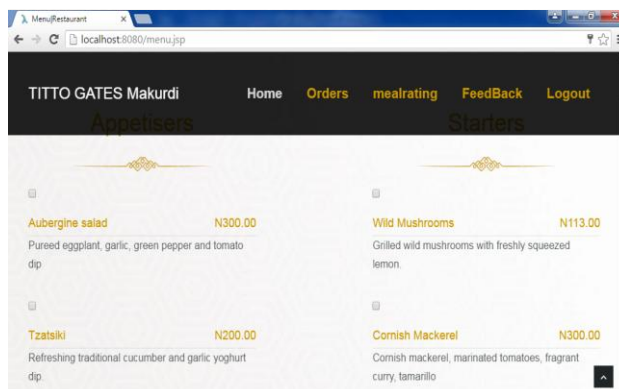 Menu|Restaurant
localhost:8080/menu.jsp
TITTO GATES Makurdi Home Orders mealrating FeedBack Logout
Appetisers
Aubergine salad N300.00
Pureed eggplant, garlic, green pepper and tomato
dip
Tzatsiki N200.00
Refreshing traditional cucumber and garlic yoghurt
dip.
Starters
Wild Mushrooms N113.00
Grilled wild mushrooms with freshly squeezed
lemon.
Cornish Mackerel N300.00
Cornish mackerel, marinated tomatoes, fragrant
curry, tamarillo